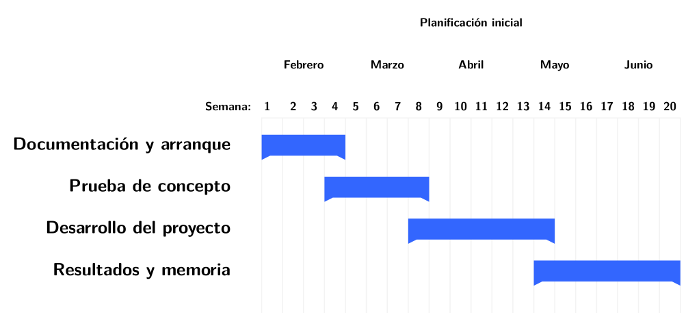 Planificación inicial
Febrero Marzo Abril Mayo Junio
Semana: 1 2 3 4 5 6 7 8 9 10 11 12 13 14 15 16 17 18 19 20
Documentación y arranque
Prueba de concepto
Desarrollo del proyecto
Resultados y memoria